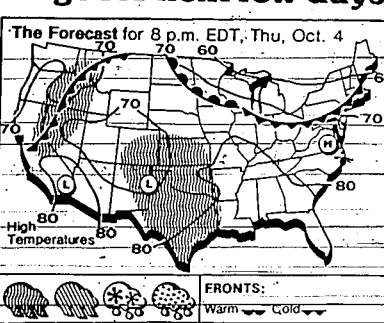 The Forecast for 8 p.m. EDT, Thu, Oct. 4
70
70
60
70
70
70
L
L
H
80
80
80
80
High
Temperatures
FRONTS:
Warm
Cold